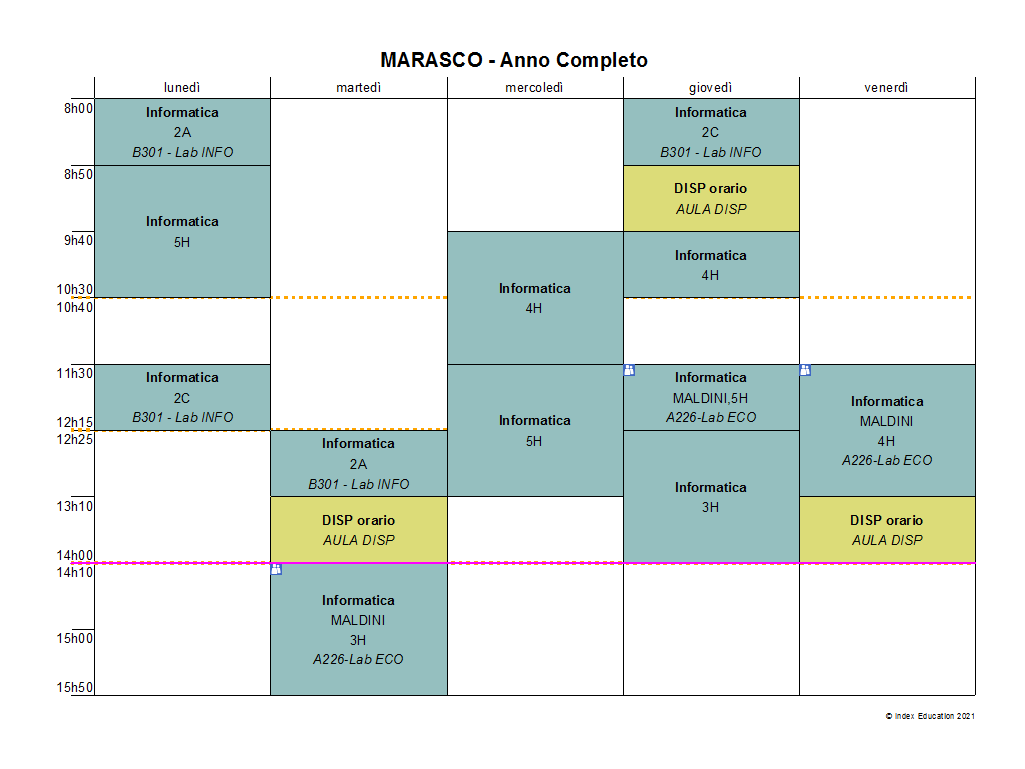 MARASCO - Anno Completo
lunedì
martedì
mercoledì
giovedì
venerdì
8h00
8h50
9h40
10h30
10h40
11h30
12h15
12h25
13h10
14h00
14h10
15h00
15h50
Informatica
2A
B301 - Lab INFO
Informatica
5H
Informatica
2C
B301 - Lab INFO
Informatica
2A
B301 - Lab INFO
DISP orario
AULA DISP
Informatica
MALDINI
3H
A226-Lab ECO
Informatica
4H
Informatica
5H
Informatica
2C
B301 - Lab INFO
DISP orario
AULA DISP
Informatica
4H
Informatica
MALDINI,5H
A226-Lab ECO
Informatica
3H
Informatica
MALDINI
4H
A226-Lab ECO
DISP orario
AULA DISP
© Index Education 2021